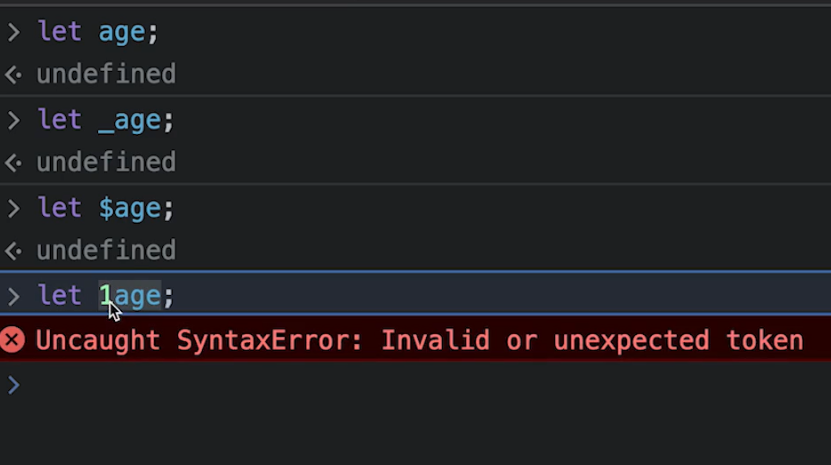 > let age;
<· undefined
> let _age;
<· undefined
> let $age;
<· undefined
> let 1age;
Uncaught SyntaxError: Invalid or unexpected token
>